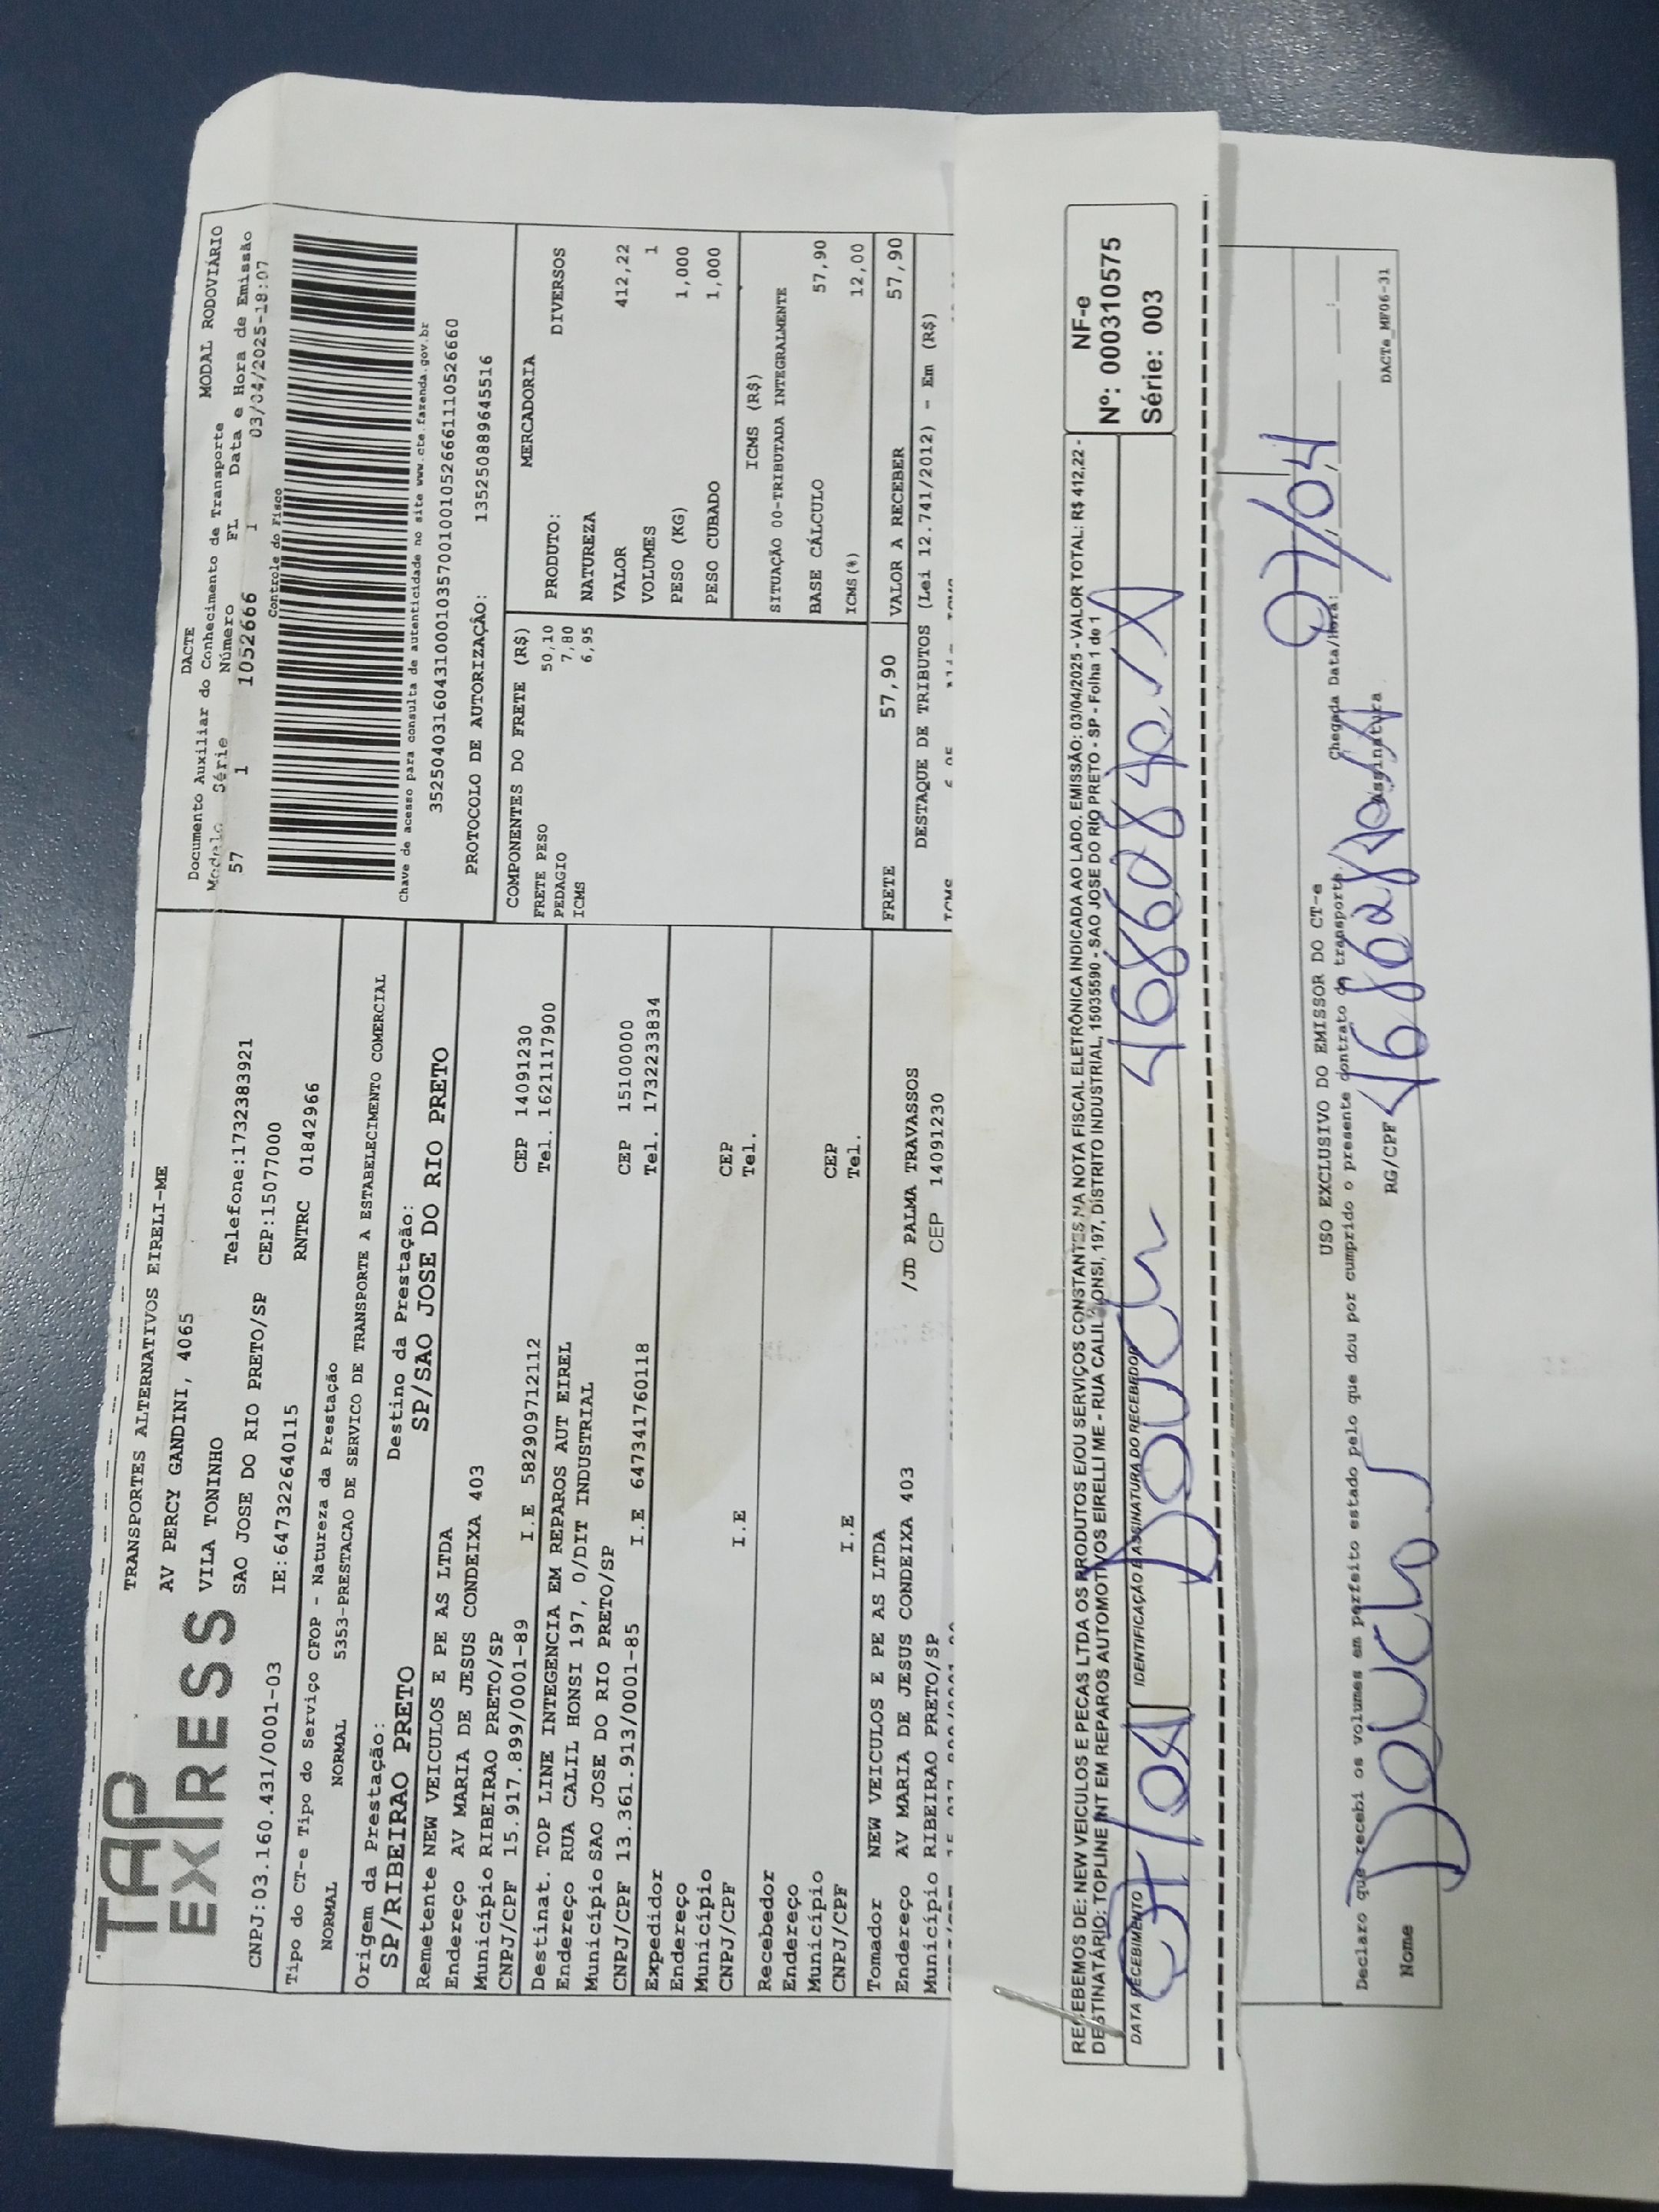 TAP
EXPRESS
TRANSPORTES ALTERNATIVOS EIRELI-ME
AV PERCY GANDINI, 4065
VILA TONINHO
SAO JOSE DO RIO PRETO/SP
Telefone:1732383921
CEP:15077000
CNPJ:03.160.431/0001-03
IE:647322640115
RNTRC 01842966
DACTE
Documento Auxiliar do Conhecimento de Transporte
MODAL RODOVIÁRIO
Modelo Série Número FL Data e Hora de Emissão
57 1 1052666 1 03/04/2025-18:07
Controle do Fisco
Chave de acesso para consulta de autenticidade no site www.cte.fazenda.gov.br
PROTOCOLO DE AUTORIZAÇÃO: 135250889645516
Tipo do CT-e Tipo do Serviço CFOP - Natureza da Prestação
NORMAL NORMAL 5353-PRESTACAO DE SERVICO DE TRANSPORTE A ESTABELECIMENTO COMERCIAL
Origem da Prestação: Destino da Prestação:
SP/RIBEIRAO PRETO SP/SAO JOSE DO RIO PRETO
Remetente NEW VEICULOS E PE AS LTDA
Endereço AV MARIA DE JESUS CONDEIXA 403
Município RIBEIRAO PRETO/SP CEP 14091230
CNPJ/CPF 15.917.899/0001-89 I.E 582909712112 Tel. 1621117900
Destinat. TOP LINE INTEGENCIA EM REPAROS AUT EIREL
Endereço RUA CALIL HONSI 197, 0/DIT INDUSTRIAL
Município SAO JOSE DO RIO PRETO/SP CEP 15100000
CNPJ/CPF 13.361.913/0001-85 I.E 647341760118 Tel. 1732233834
Expedidor
Endereço
Município CEP
CNPJ/CPF I.E Tel.
Recebedor
Endereço
Município CEP
CNPJ/CPF I.E Tel.
Tomador NEW VEICULOS E PE AS LTDA
Endereço AV MARIA DE JESUS CONDEIXA 403 /JD PALMA TRAVASSOS
Município RIBEIRAO PRETO/SP CEP 14091230
COMPONENTES DO FRETE (R$)
FRETE PESO 50,10
PEDAGIO 7,80
ICMS 6,95
MERCADORIA
PRODUTO: DIVERSOS
NATUREZA
VALOR 412,22
VOLUMES 1
PESO (KG) 1,000
PESO CUBADO 1,000
ICMS (R$)
SITUAÇÃO 00-TRIBUTADA INTEGRALMENTE
BASE CÁLCULO 57,90
ICMS(%) 12,00
FRETE 57,90 VALOR A RECEBER 57,90
DESTAQUE DE TRIBUTOS (Lei 12.741/2012) - Em (R$)
RECEBEMOS DE: NEW VEICULOS E PECAS LTDA OS PRODUTOS E/OU SERVIÇOS CONSTANTES NA NOTA FISCAL ELETRÔNICA INDICADA AO LADO. EMISSÃO: 03/04/2025 - VALOR TOTAL: R$ 412,22 -
DESTINATÁRIO: TOPLINE INT EM REPAROS AUTOMOTIVOS EIRELLI ME - RUA CALIL HONSI, 197, DISTRITO INDUSTRIAL, 15035590 - SAO JOSE DO RIO PRETO - SP - Folha 1 de 1
DATA RECEBIMENTO IDENTIFICAÇÃO E ASSINATURA DO RECEBEDOR
07/04
NF-e
Nº: 000310575
Série: 003
USO EXCLUSIVO DO EMISSOR DO CT-e
Declaro que recebi os volumes em perfeito estado pelo que dou por cumprido o presente contrato de transporte.
Chegada Data/Hora: 07/04
Nome RG/CPF Assinatura
DACTe_MF06-31